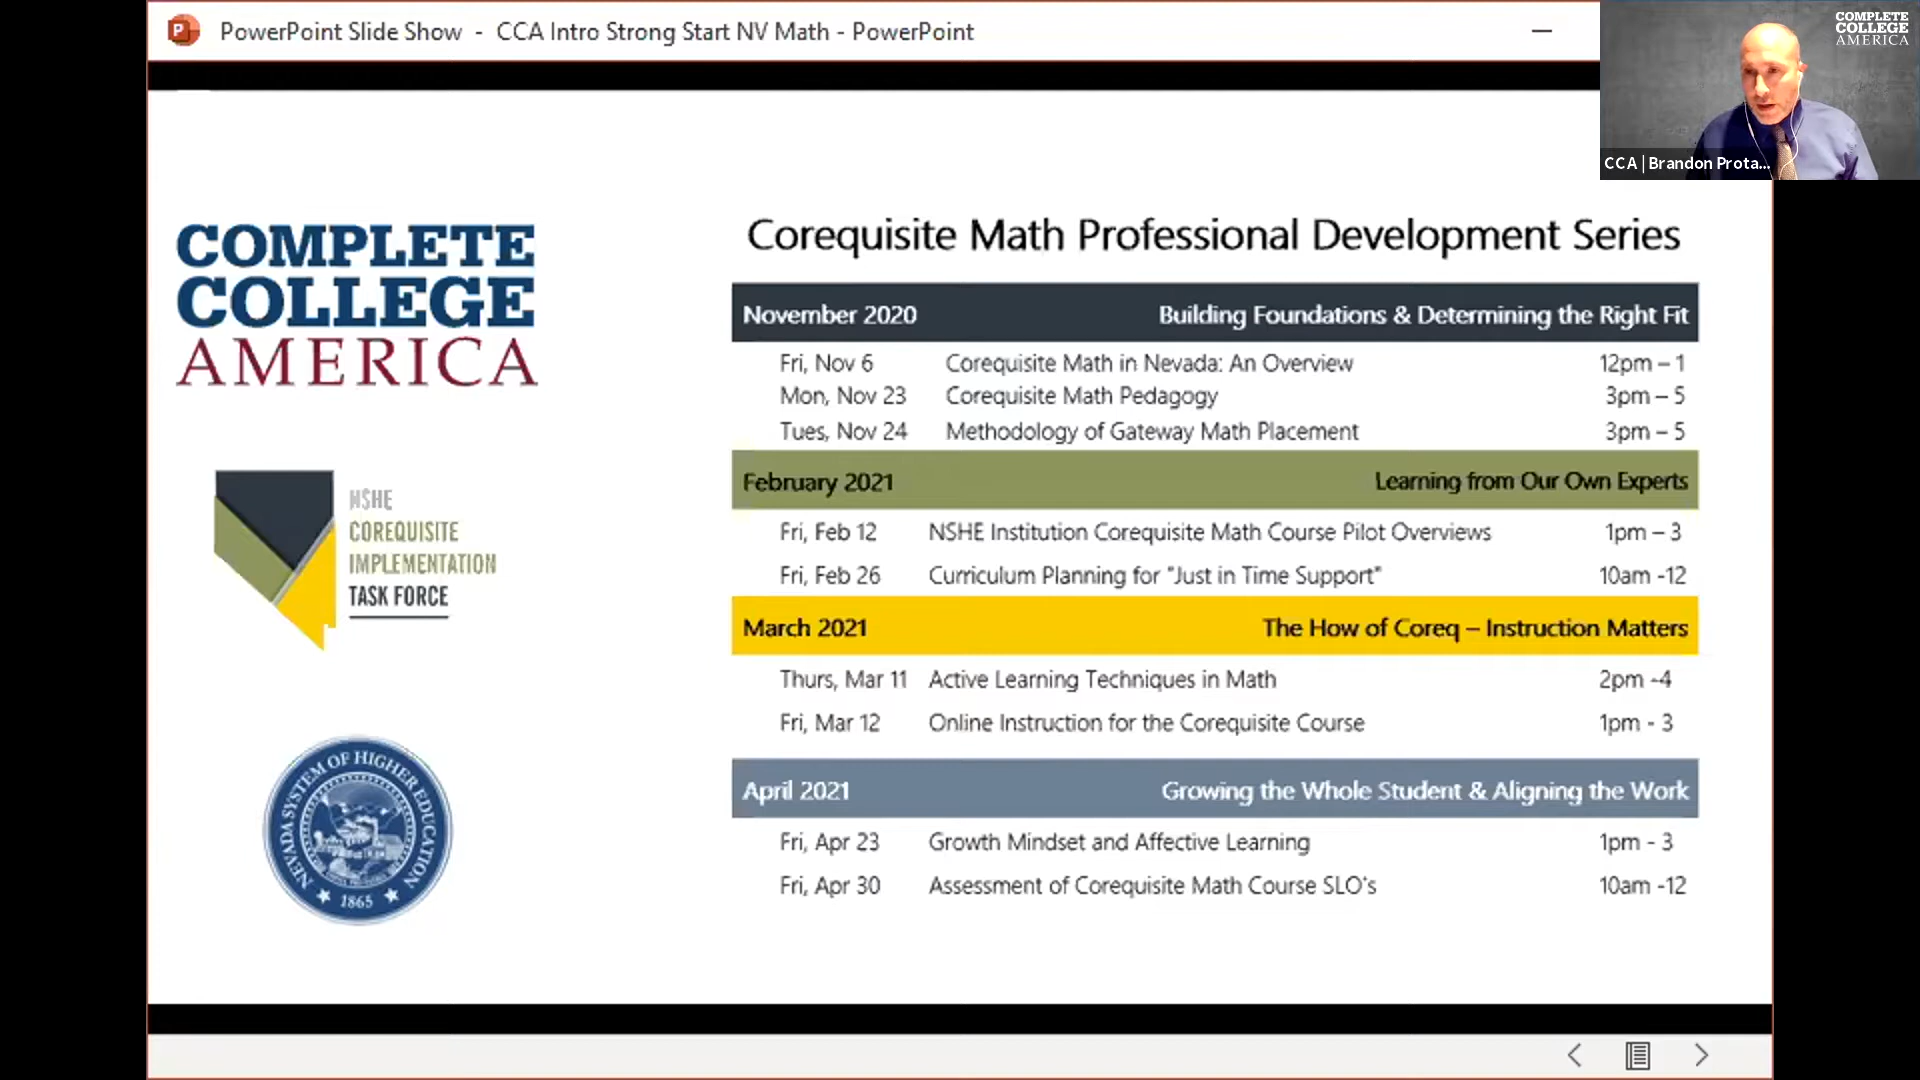 PowerPoint Slide Show - CCA Intro Strong Start NV Math - PowerPoint
COMPLETE
COLLEGE
AMERICA
CCA | Brandon Prota...
COMPLETE
COLLEGE
AMERICA
NSHE
COREQUISITE
IMPLEMENTATION
TASK FORCE
NEVADA SYSTEM OF HIGHER EDUCATION
1865
Corequisite Math Professional Development Series
November 2020 Building Foundations & Determining the Right Fit
Fri, Nov 6 Corequisite Math in Nevada: An Overview 12pm – 1
Mon, Nov 23 Corequisite Math Pedagogy 3pm – 5
Tues, Nov 24 Methodology of Gateway Math Placement 3pm – 5
February 2021 Learning from Our Own Experts
Fri, Feb 12 NSHE Institution Corequisite Math Course Pilot Overviews 1pm – 3
Fri, Feb 26 Curriculum Planning for "Just in Time Support" 10am -12
March 2021 The How of Coreq – Instruction Matters
Thurs, Mar 11 Active Learning Techniques in Math 2pm -4
Fri, Mar 12 Online Instruction for the Corequisite Course 1pm - 3
April 2021 Growing the Whole Student & Aligning the Work
Fri, Apr 23 Growth Mindset and Affective Learning 1pm - 3
Fri, Apr 30 Assessment of Corequisite Math Course SLO's 10am -12